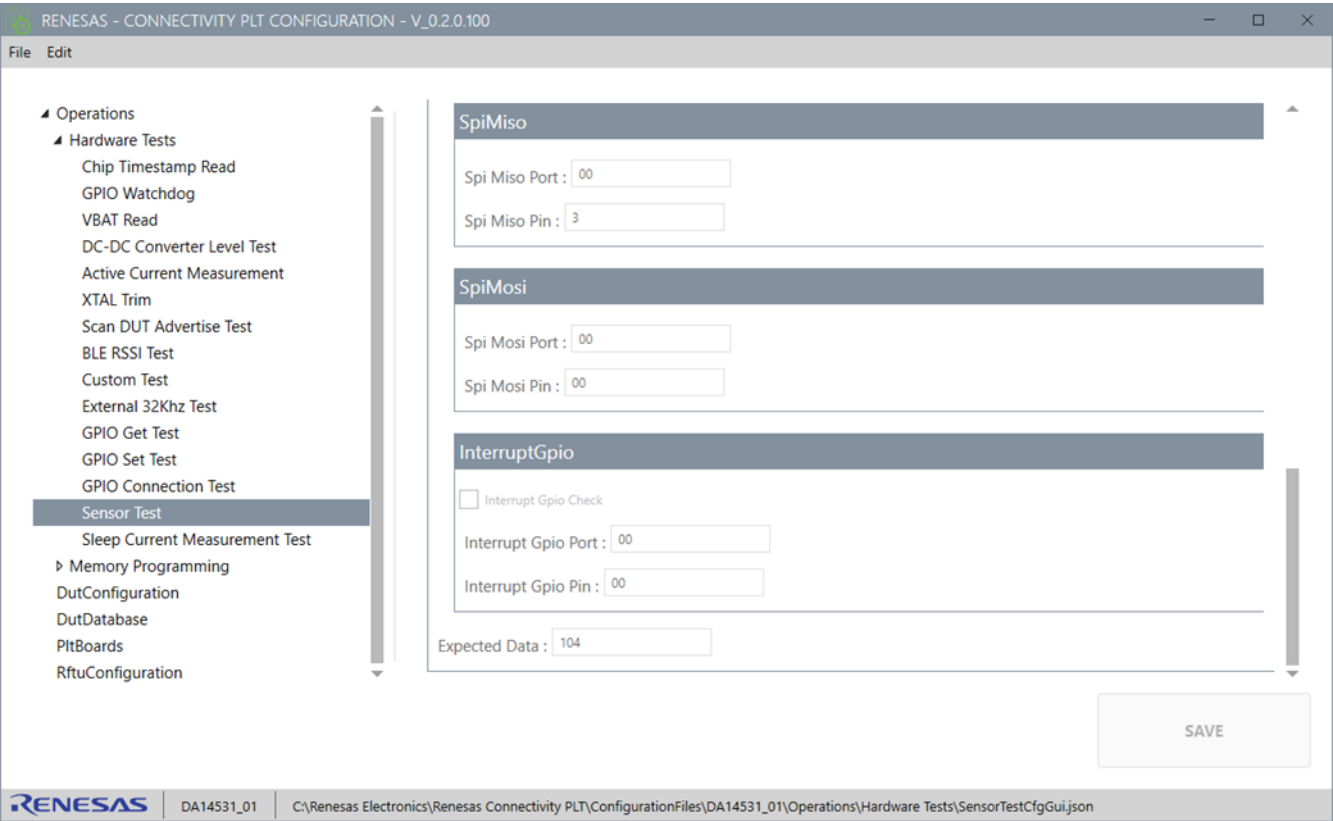 RENESAS - CONNECTIVITY PLT CONFIGURATION - V_0.2.0.100
File Edit
Operations
Hardware Tests
Chip Timestamp Read
GPIO Watchdog
VBAT Read
DC-DC Converter Level Test
Active Current Measurement
XTAL Trim
Scan DUT Advertise Test
BLE RSSI Test
Custom Test
External 32Khz Test
GPIO Get Test
GPIO Set Test
GPIO Connection Test
Sensor Test
Sleep Current Measurement Test
Memory Programming
DutConfiguration
DutDatabase
PltBoards
RftuConfiguration
SpiMiso
Spi Miso Port : 00
Spi Miso Pin : 3
SpiMosi
Spi Mosi Port : 00
Spi Mosi Pin : 00
InterruptGpio
Interrupt Gpio Check
Interrupt Gpio Port : 00
Interrupt Gpio Pin : 00
Expected Data : 104
SAVE
RENESAS DA14531_01 C:\Renesas Electronics\Renesas Connectivity PLT\ConfigurationFiles\DA14531_01\Operations\Hardware Tests\SensorTestCfgGui.json